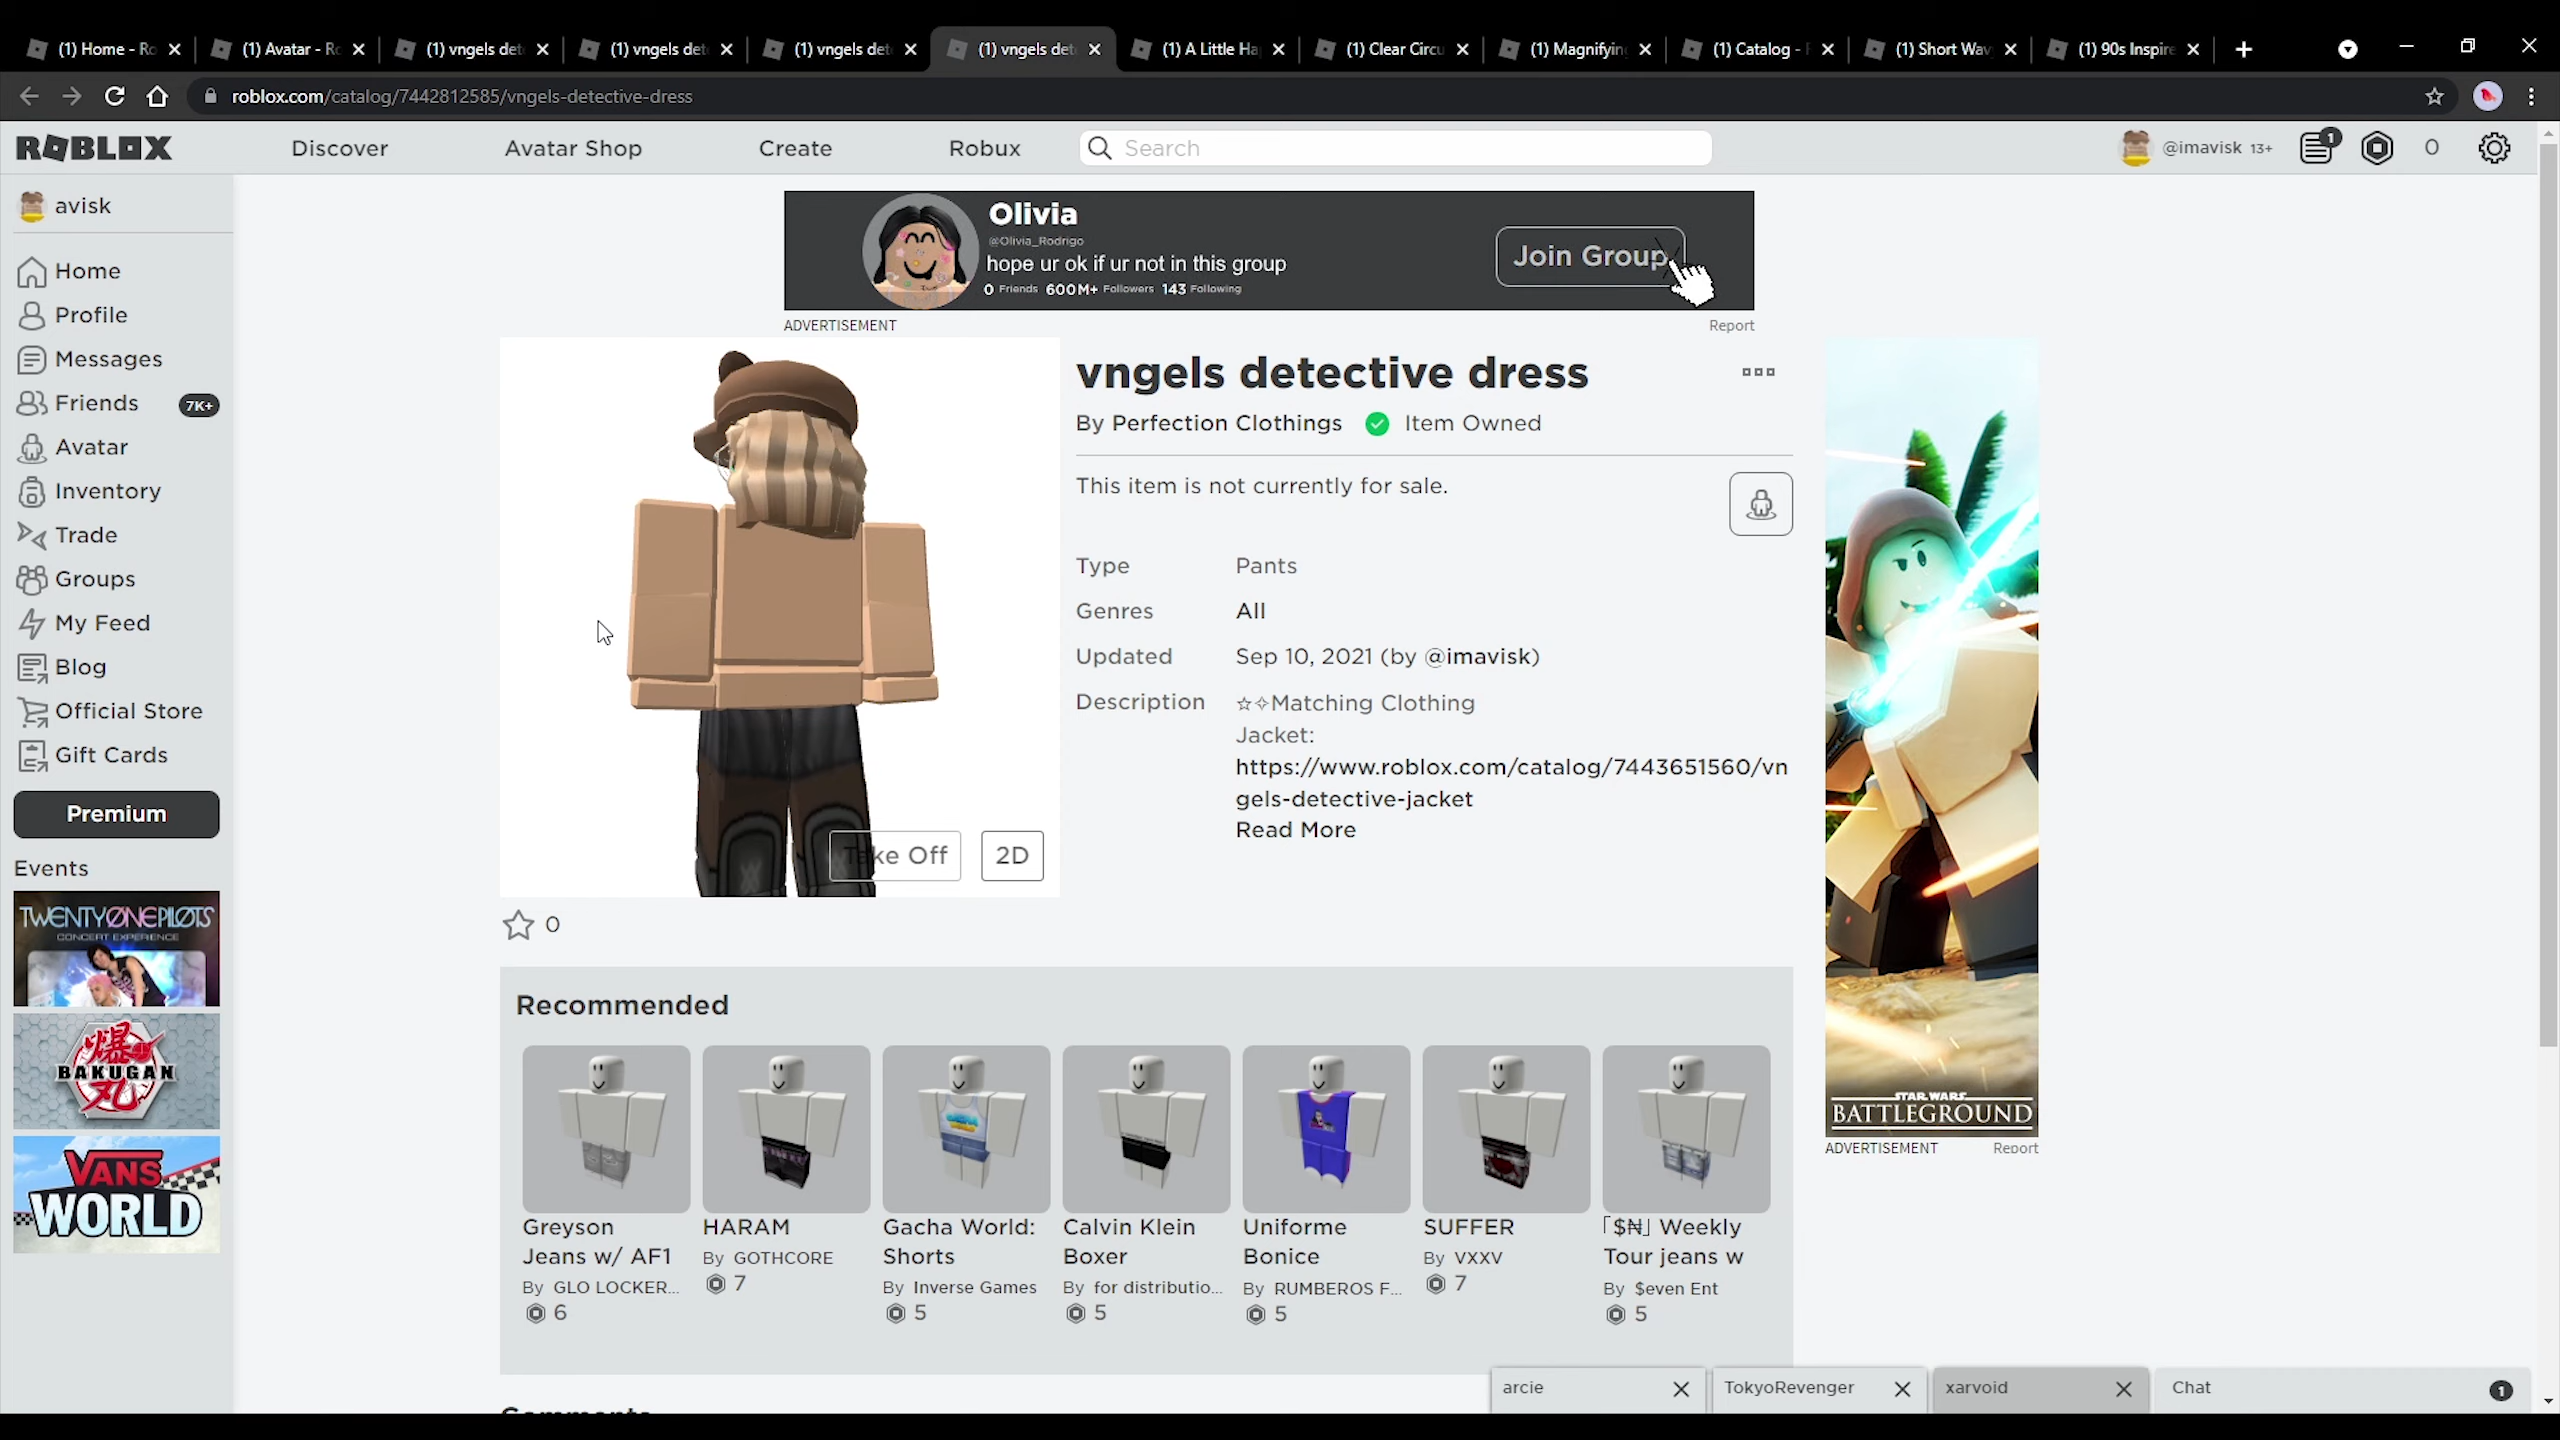 (1) Home - Ro
(1) Avatar - Ro
(1) vngels det
(1) vngels det
(1) vngels det
(1) vngels det
(1) A Little Ha
(1) Clear Circu
(1) Magnifyin
(1) Catalog -
(1) Short Wav
(1) 90s Inspire
roblox.com/catalog/7442812585/vngels-detective-dress
ROBLOX
Discover
Avatar Shop
Create
Robux
Search
@imavisk 13+
1
0
avisk
Home
Profile
Messages
Friends 7K+
Avatar
Inventory
Trade
Groups
My Feed
Blog
Official Store
Gift Cards
Premium
Events
TWENTY ØNE PILØTS
CONCERT EXPERIENCE
爆
BAKUGAN
丸
VANS
WORLD
Olivia
@Olivia_Rodrigo
hope ur ok if ur not in this group
0 Friends 600M+ Followers 143 Following
Join Group
ADVERTISEMENT
Report
Take Off
2D
0
vngels detective dress
By Perfection Clothings Item Owned
This item is not currently for sale.
Type Pants
Genres All
Updated Sep 10, 2021 (by @imavisk)
Description ☆✧Matching Clothing
Jacket:
https://www.roblox.com/catalog/7443651560/vn
gels-detective-jacket
Read More
STAR WARS
BATTLEGROUND
ADVERTISEMENT
Report
Recommended
Greyson
Jeans w/ AF1
By GLO LOCKER...
6
HARAM
By GOTHCORE
7
Gacha World:
Shorts
By Inverse Games
5
Calvin Klein
Boxer
By for distributio...
5
Uniforme
Bonice
By RUMBEROS F...
5
SUFFER
By VXXV
7
「$₦」 Weekly
Tour jeans w
By $even Ent
5
Comments
arcie
TokyoRevenger
xarvoid
Chat
1